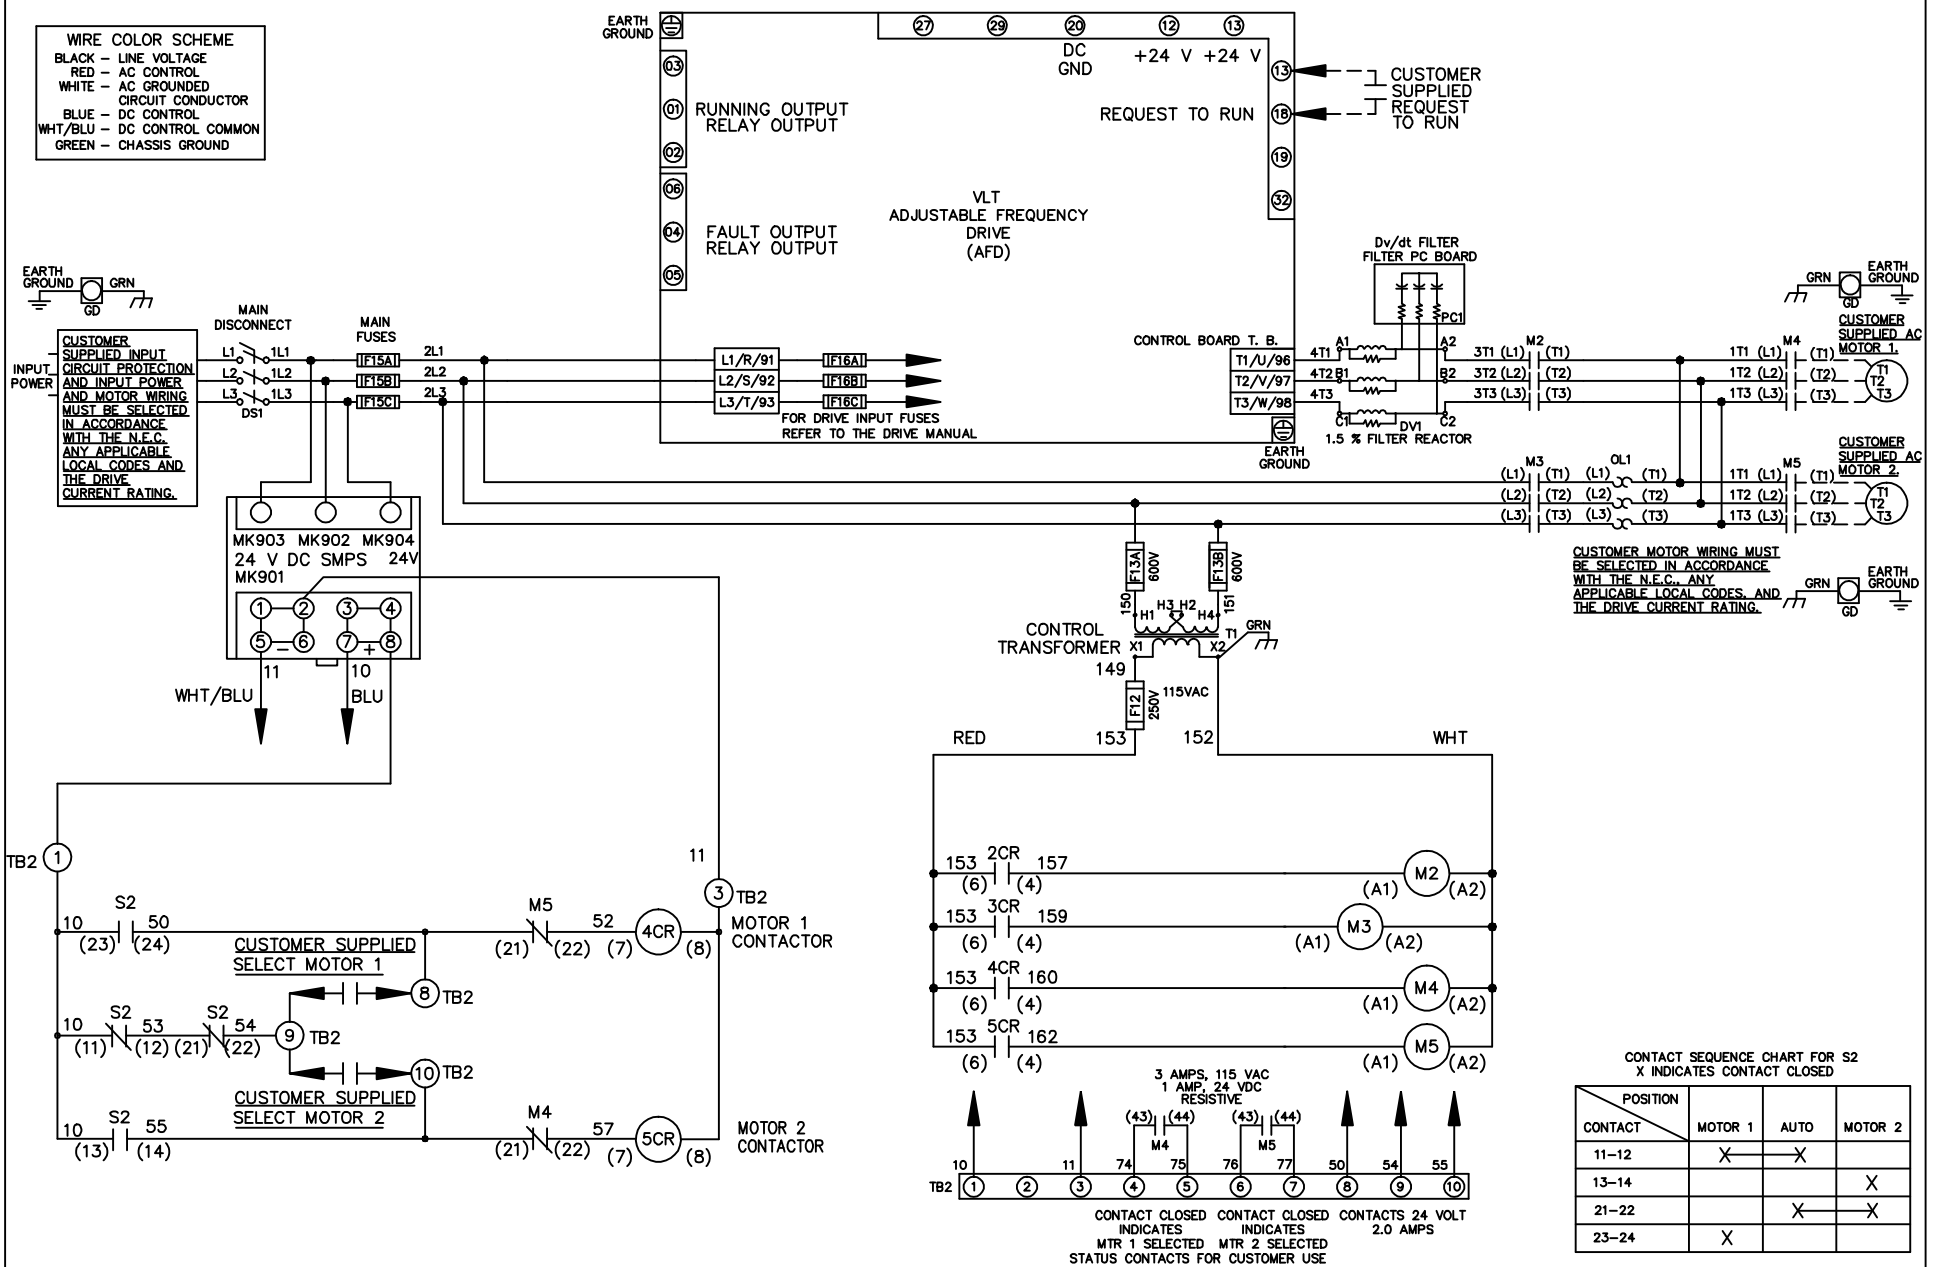 WIRE COLOR SCHEME
BLACK – LINE VOLTAGE
RED – AC CONTROL
WHITE – AC GROUNDED
CIRCUIT CONDUCTOR
BLUE – DC CONTROL
WHT/BLU – DC CONTROL COMMON
GREEN – CHASSIS GROUND
EARTH
GROUND
03
01
02
RUNNING OUTPUT
RELAY OUTPUT
06
04
05
FAULT OUTPUT
RELAY OUTPUT
27 29 20 12 13
DC
GND
+24 V +24 V
13
18
19
32
REQUEST TO RUN
CUSTOMER
SUPPLIED
REQUEST
TO RUN
VLT
ADJUSTABLE FREQUENCY
DRIVE
(AFD)
EARTH
GROUND
GRN
GD
INPUT
POWER
CUSTOMER
SUPPLIED INPUT
CIRCUIT PROTECTION
AND INPUT POWER
AND MOTOR WIRING
MUST BE SELECTED
IN ACCORDANCE
WITH THE N.E.C.
ANY APPLICABLE
LOCAL CODES AND
THE DRIVE
CURRENT RATING.
MAIN
DISCONNECT
L1 1L1
L2 1L2
L3 1L3
DS1
MAIN
FUSES
F15A 2L1
F15B 2L2
F15C 2L3
L1/R/91 F16A
L2/S/92 F16B
L3/T/93 F16C
FOR DRIVE INPUT FUSES
REFER TO THE DRIVE MANUAL
CONTROL BOARD T. B.
T1/U/96
T2/V/97
T3/W/98
EARTH
GROUND
Dv/dt FILTER
FILTER PC BOARD
PC1
4T1 A1 A2
4T2 B1 B2
4T3 C1 C2
DV1
1.5 % FILTER REACTOR
M2
3T1 (L1) (T1)
3T2 (L2) (T2)
3T3 (L3) (T3)
M4
1T1 (L1) (T1)
1T2 (L2) (T2)
1T3 (L3) (T3)
T1
T2
T3
GRN
GD
EARTH
GROUND
CUSTOMER
SUPPLIED AC
MOTOR 1.
M3 OL1
(L1) (T1) (L1) (T1)
(L2) (T2) (L2) (T2)
(L3) (T3) (L3) (T3)
M5
1T1 (L1) (T1)
1T2 (L2) (T2)
1T3 (L3) (T3)
T1
T2
T3
CUSTOMER
SUPPLIED AC
MOTOR 2.
CUSTOMER MOTOR WIRING MUST
BE SELECTED IN ACCORDANCE
WITH THE N.E.C., ANY
APPLICABLE LOCAL CODES, AND
THE DRIVE CURRENT RATING.
GRN
GD
EARTH
GROUND
MK903 MK902 MK904
24 V DC SMPS 24V
MK901
1 2 3 4
5 – 6 7 + 8
11
WHT/BLU
10
BLU
F13A
600V
F13B
600V
150
151
H1 H3 H2 H4
CONTROL
TRANSFORMER
X1 X2
T1
GRN
149
F12
250V
115VAC
153 152
RED
WHT
TB2 1
11
3 TB2
S2
10 50
(23) (24)
M5
(21) (22)
52
(7) 4CR (8)
MOTOR 1
CONTACTOR
CUSTOMER SUPPLIED
SELECT MOTOR 1
8 TB2
S2 S2
10 53 54
(11) (12) (21) (22)
9 TB2
10 TB2
CUSTOMER SUPPLIED
SELECT MOTOR 2
S2
10 55
(13) (14)
M4
(21) (22)
57
(7) 5CR (8)
MOTOR 2
CONTACTOR
2CR
153 157
(6) (4)
(A1) M2 (A2)
3CR
153 159
(6) (4)
(A1) M3 (A2)
4CR
153 160
(6) (4)
(A1) M4 (A2)
5CR
153 162
(6) (4)
(A1) M5 (A2)
3 AMPS, 115 VAC
1 AMP, 24 VDC
RESISTIVE
(43) (44) (43) (44)
M4 M5
10 11 74 75 76 77 50 54 55
TB2 1 2 3 4 5 6 7 8 9 10
CONTACT CLOSED
INDICATES
MTR 1 SELECTED
CONTACT CLOSED
INDICATES
MTR 2 SELECTED
STATUS CONTACTS FOR CUSTOMER USE
CONTACTS 24 VOLT
2.0 AMPS
CONTACT SEQUENCE CHART FOR S2
X INDICATES CONTACT CLOSED
POSITION
CONTACT MOTOR 1 AUTO MOTOR 2
11–12 X X
13–14 X
21–22 X X
23–24 X